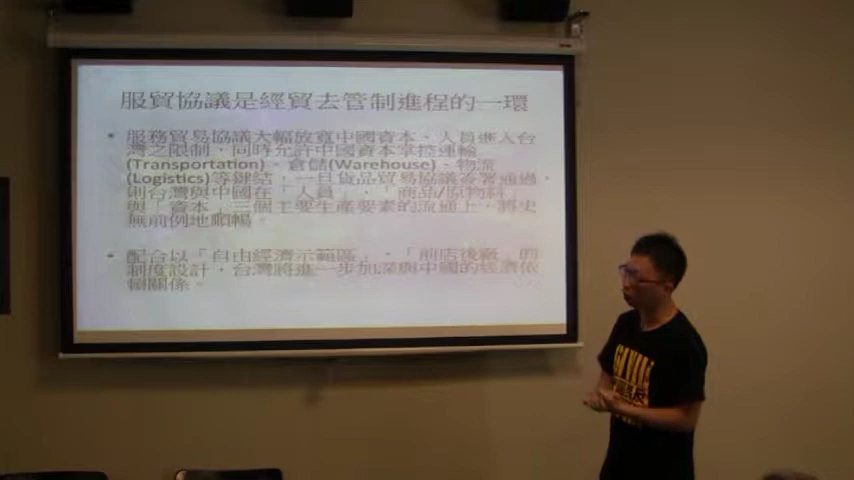 服貿協議是經貿去管制進程的一環
• 服務貿易協議大幅放寬中國資本、人員進入台
灣之限制，同時允許中國資本掌控運輸
(Transportation)、倉儲(Warehouse)、物流
(Logistics)等鍵結，一旦貨品貿易協議簽署通過，
則台灣與中國在「人員」、「商品/原物料」
與「資本」三個主要生產要素的流通上，將史
無前例地順暢。
• 配合以「自由經濟示範區」、「前店後廠」的
制度設計，台灣將進一步加深與中國的經濟依
賴關係。